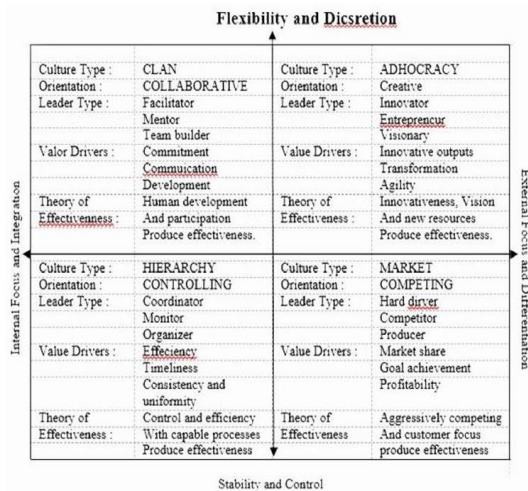 Flexibility and Dicsretion
Culture Type : CLAN
Orientation : COLLABORATIVE
Leader Type : Facilitator
Mentor
Team builder
Valor Drivers : Commitment
Commuication
Development
Theory of Human development
Effectivenness : And participation
Produce effectiveness.
Culture Type : ADHOCRACY
Orientation : Creative
Leader Type : Innovator
Entreprencur
Visionary
Value Drivers : Innovative outputs
Transformation
Agility
Theory of Innovativeness, Vision
Effectiveness : And new resources
Produce effectiveness.
Internal Focus and Integration
External Focus and Differentiation
Culture Type : HIERARCHY
Orientation : CONTROLLING
Leader Type : Coordinator
Monitor
Organizer
Value Drivers : Effeciency
Timeliness
Consistency and
uniformity
Theory of Control and efficiency
Effectiveness : With capable processes
Produce effectiveness
Culture Type : MARKET
Orientation : COMPETING
Leader Type : Hard dirver
Competitor
Producer
Value Drivers : Market share
Goal achievement
Profitability
Theory of Aggressively competing
Effectiveness And customer focus
produce effectiveness
Stability and Control